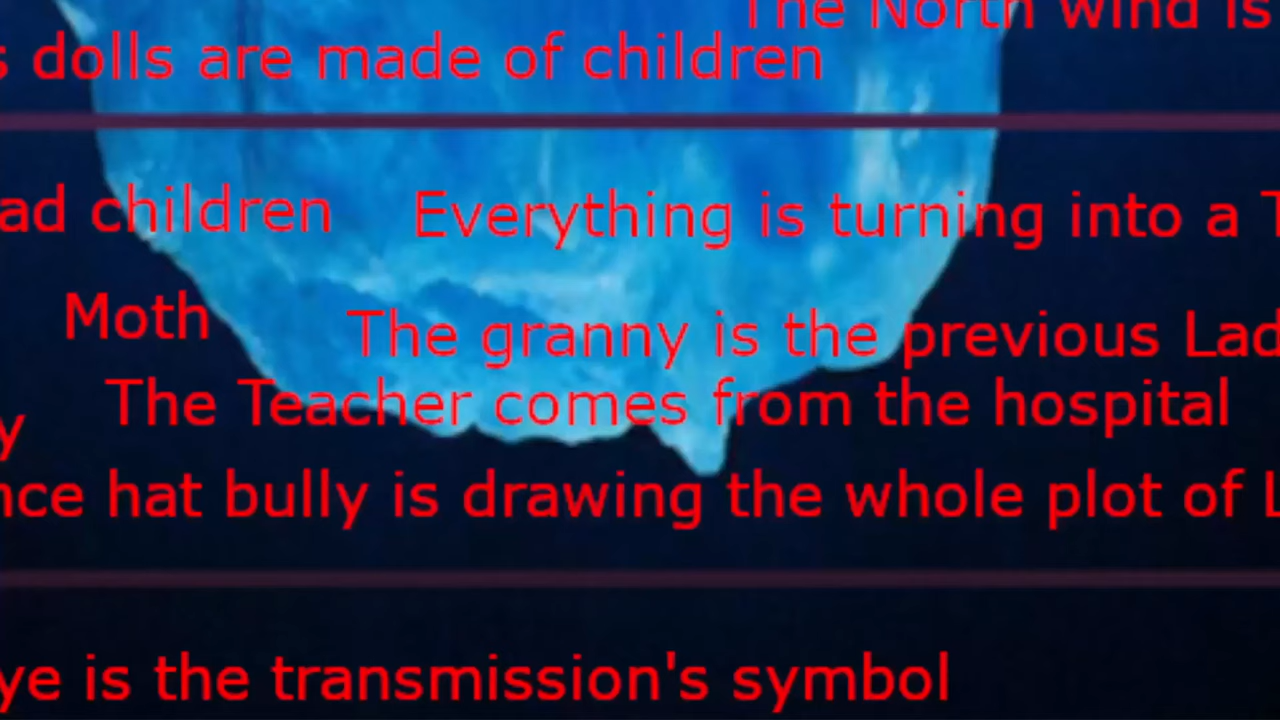 The North wind is
s dolls are made of children
ad children
Everything is turning into a T
Moth
The granny is the previous Lad
The Teacher comes from the hospital
y
nce hat bully is drawing the whole plot of L
ye is the transmission's symbol